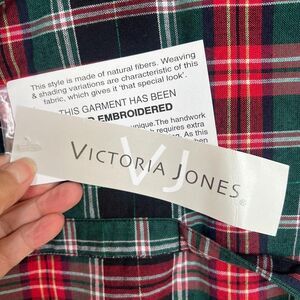 This style is made of natural fibers. Weaving
& shading variations are characteristic of this
fabric, which gives it 'that special look'.
THIS GARMENT HAS BEEN
EMBROIDERED
unique. The handwork
requires extra
As this
VJ
VICTORIA JONES